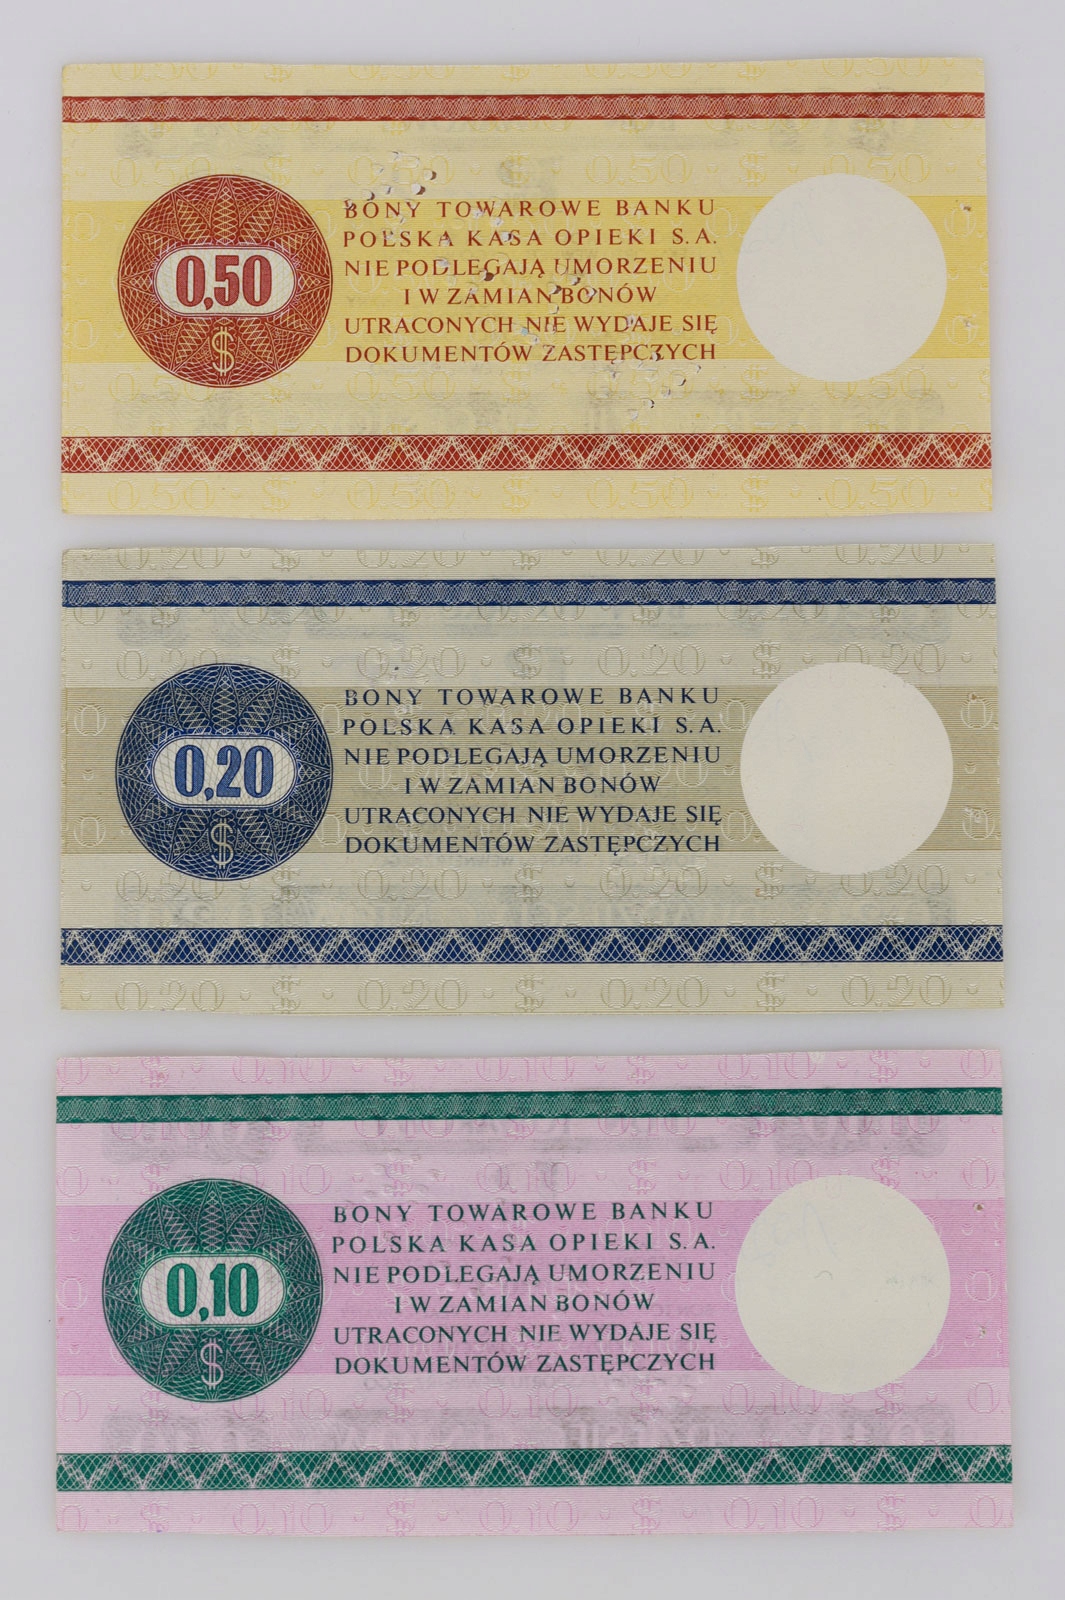 0,50
$
BONY TOWAROWE BANKU
POLSKA KASA OPIEKI S.A.
NIE PODLEGAJĄ UMORZENIU
I W ZAMIAN BONÓW
UTRACONYCH NIE WYDAJE SIĘ
DOKUMENTÓW ZASTĘPCZYCH
0,20
$
BONY TOWAROWE BANKU
POLSKA KASA OPIEKI S.A.
NIE PODLEGAJĄ UMORZENIU
I W ZAMIAN BONÓW
UTRACONYCH NIE WYDAJE SIĘ
DOKUMENTÓW ZASTĘPCZYCH
0,10
$
BONY TOWAROWE BANKU
POLSKA KASA OPIEKI S.A.
NIE PODLEGAJĄ UMORZENIU
I W ZAMIAN BONÓW
UTRACONYCH NIE WYDAJE SIĘ
DOKUMENTÓW ZASTĘPCZYCH